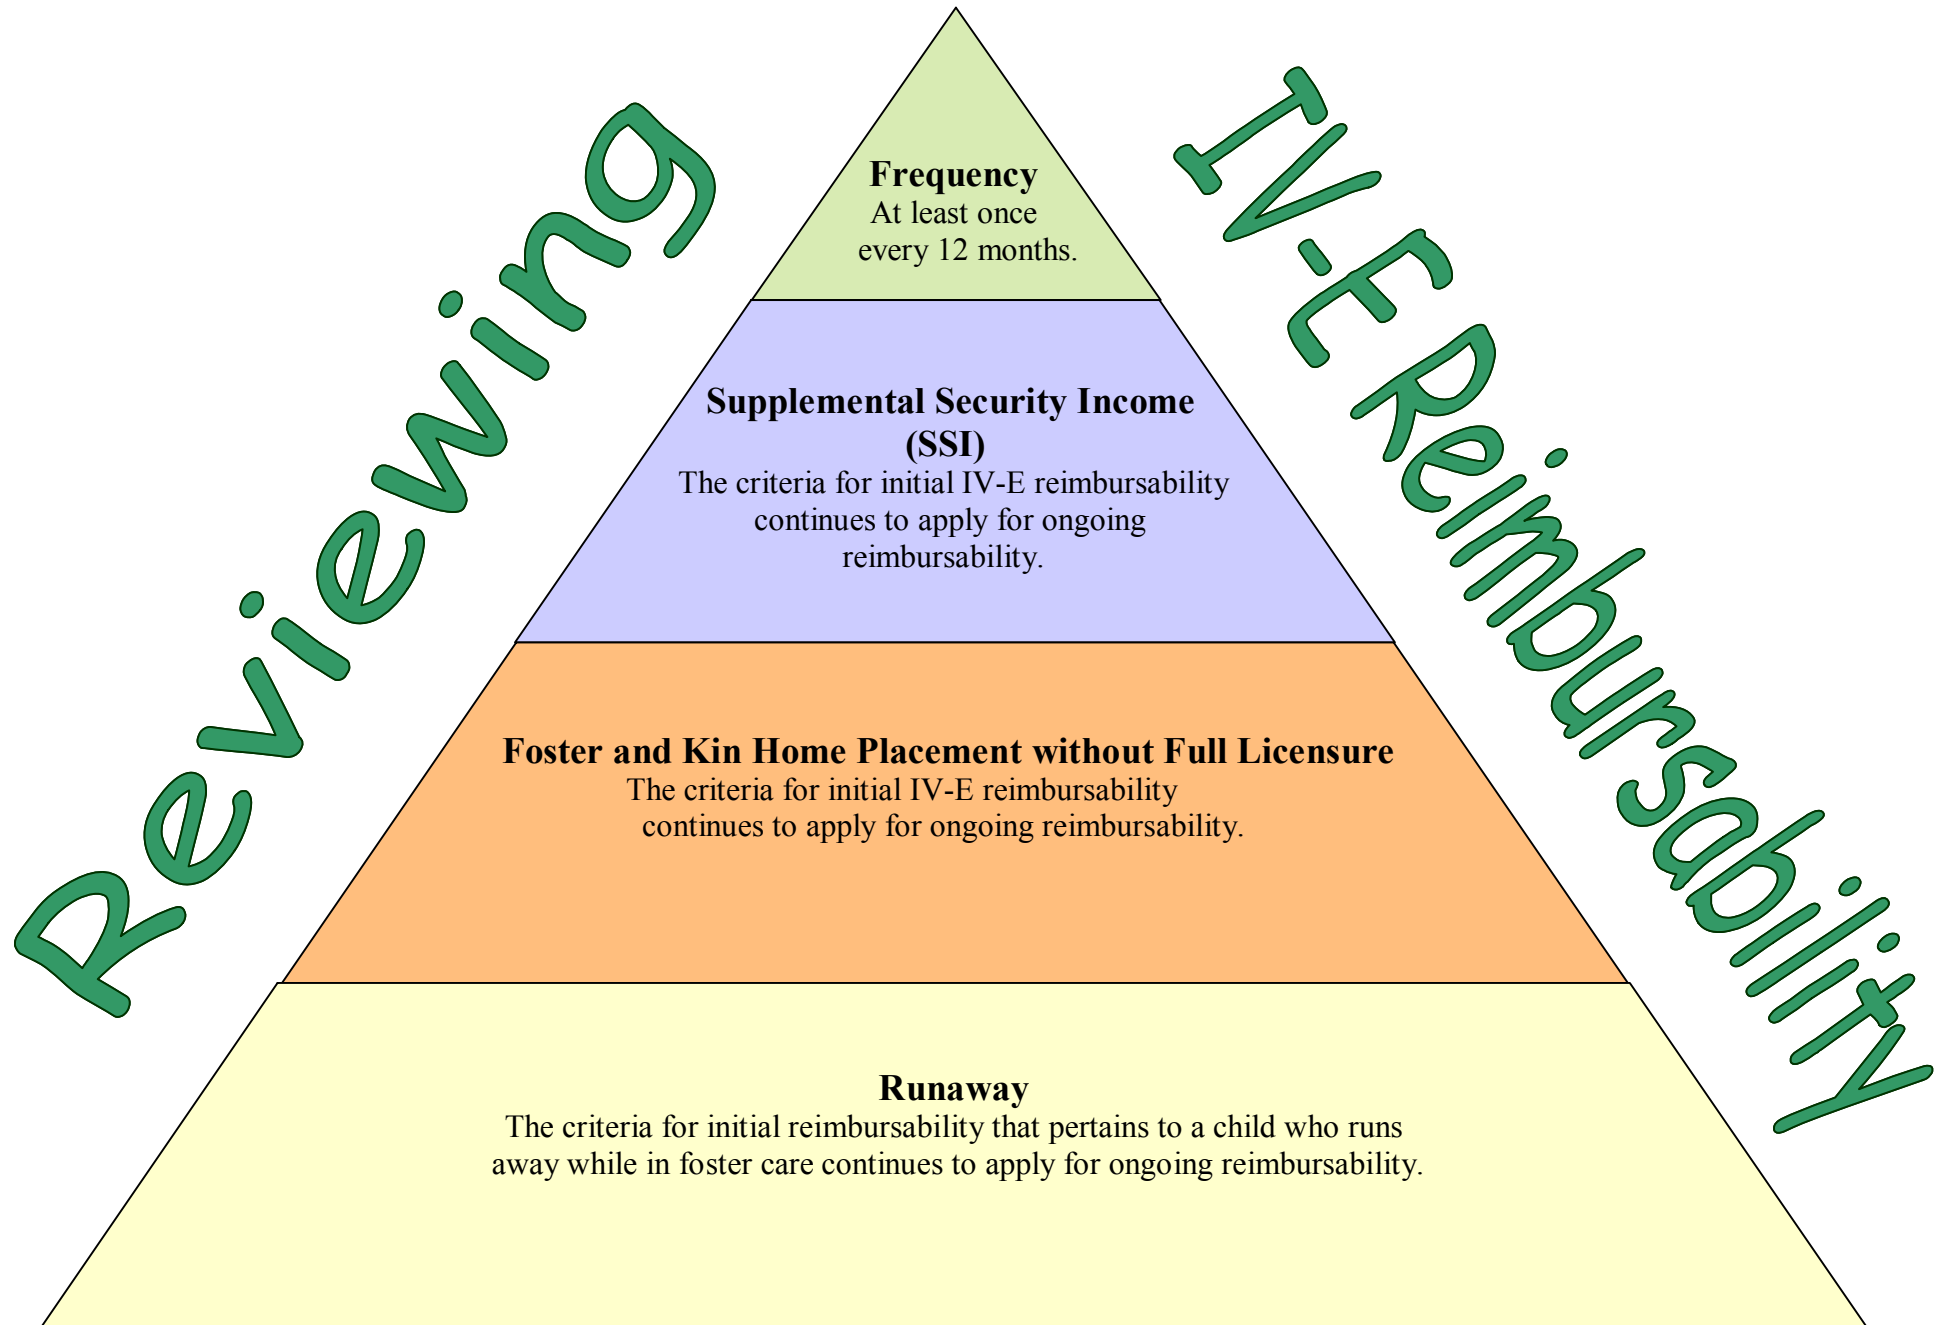 Reviewing
IV-E Reimbursability
Frequency
At least once
every 12 months.
Supplemental Security Income
(SSI)
The criteria for initial IV-E reimbursability
continues to apply for ongoing
reimbursability.
Foster and Kin Home Placement without Full Licensure
The criteria for initial IV-E reimbursability
continues to apply for ongoing reimbursability.
Runaway
The criteria for initial reimbursability that pertains to a child who runs
away while in foster care continues to apply for ongoing reimbursability.